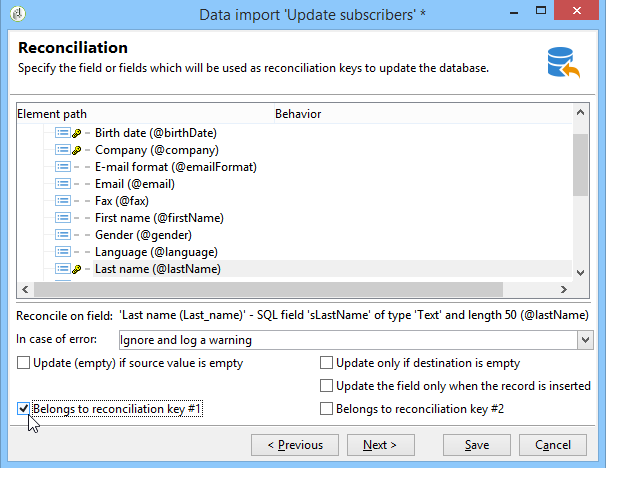 Data import 'Update subscribers' *
Reconciliation
Specify the field or fields which will be used as reconciliation keys to update the database.
Element path Behavior
Birth date (@birthDate)
Company (@company)
E-mail format (@emailFormat)
Email (@email)
Fax (@fax)
First name (@firstName)
Gender (@gender)
Language (@language)
Last name (@lastName)
Reconcile on field: 'Last name (Last_name)' - SQL field 'sLastName' of type 'Text' and length 50 (@lastName)
In case of error: Ignore and log a warning
Update (empty) if source value is empty Update only if destination is empty
Update the field only when the record is inserted
Belongs to reconciliation key #1 Belongs to reconciliation key #2
< Previous Next > Save Cancel